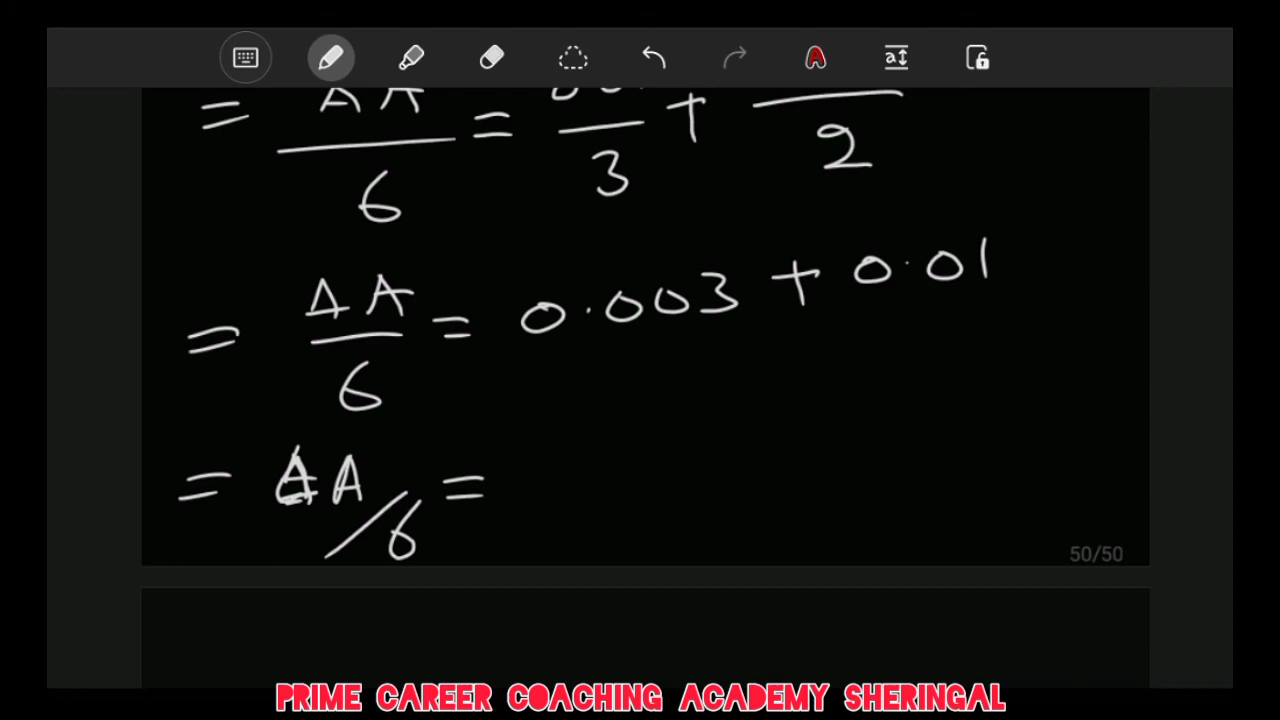 = ΔA/6 = /3 + /2
= ΔA/6 = 0.003 + 0.01
= ΔA/6 =
50/50
PRIME CAREER COACHING ACADEMY SHERINGAL